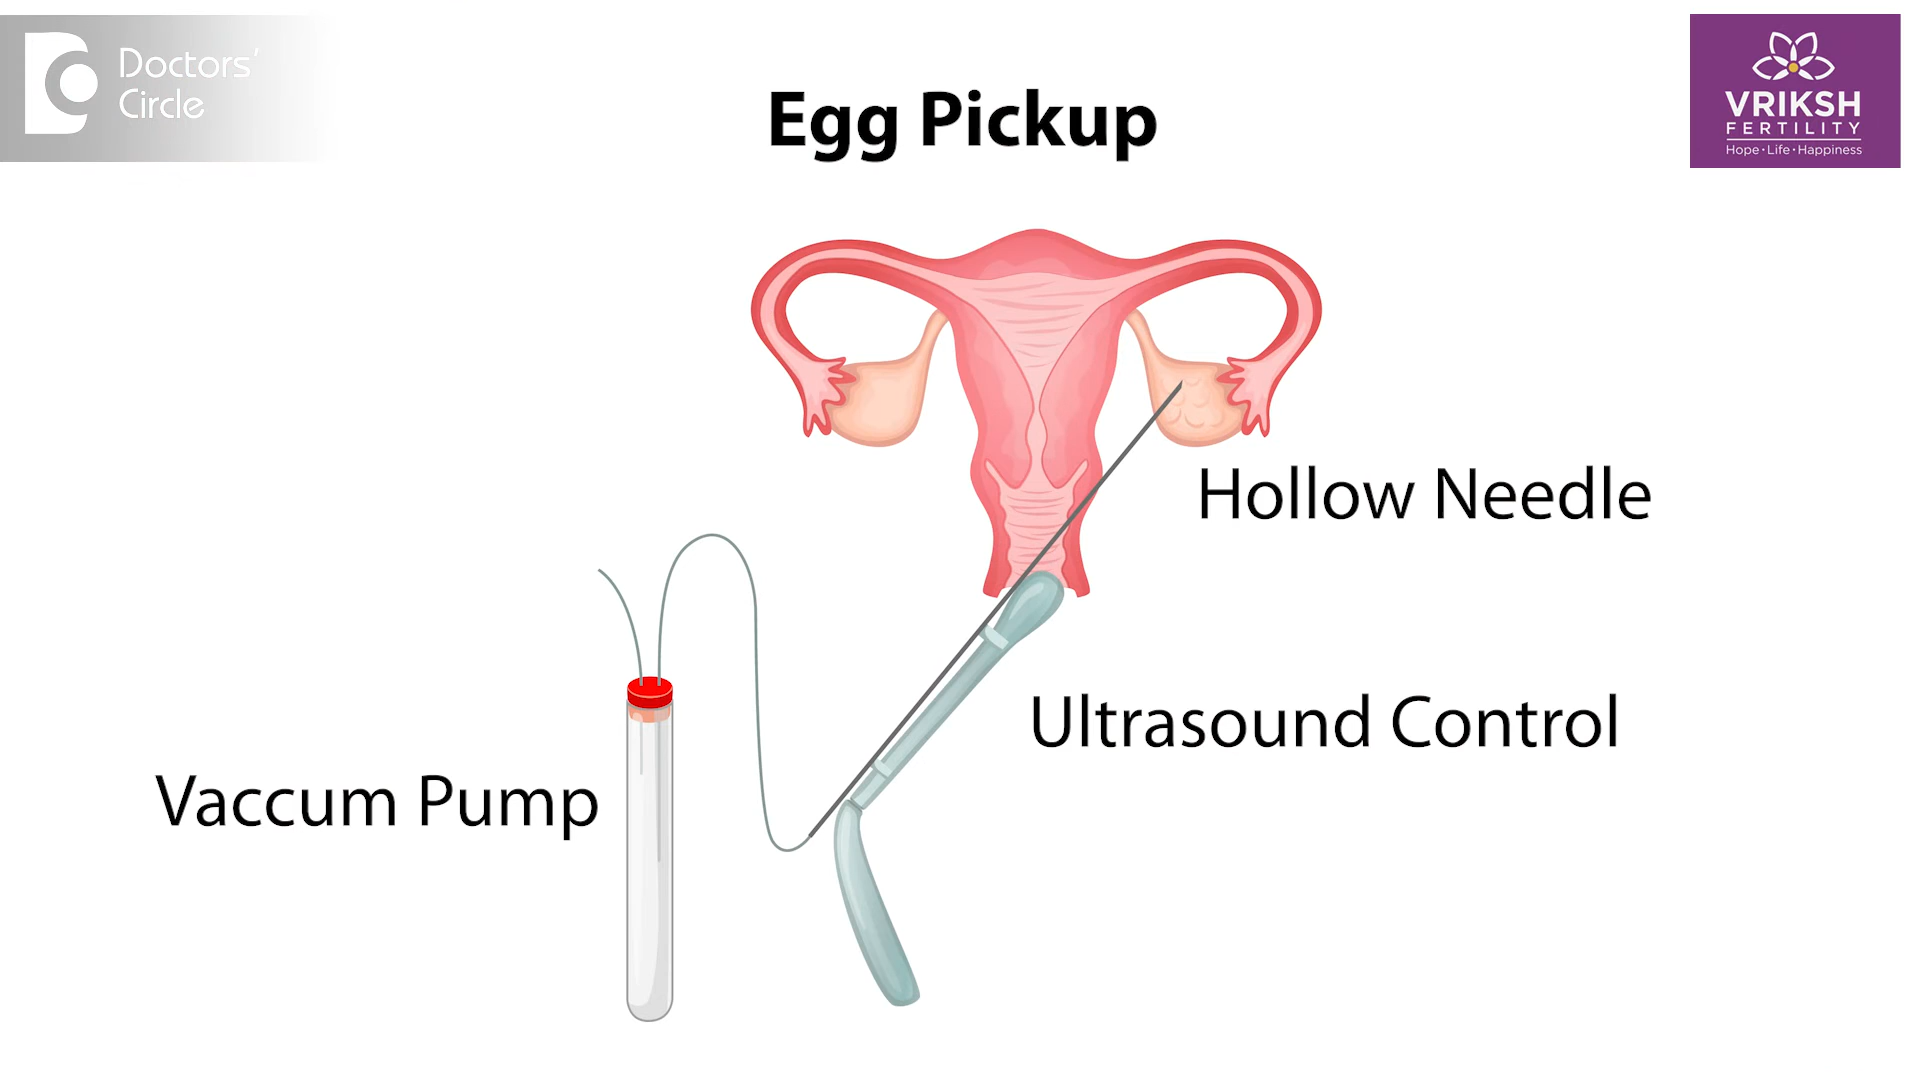 Doctors'
Circle
Egg Pickup
VRIKSH
FERTILITY
Hope · Life · Happiness
Hollow Needle
Ultrasound Control
Vaccum Pump